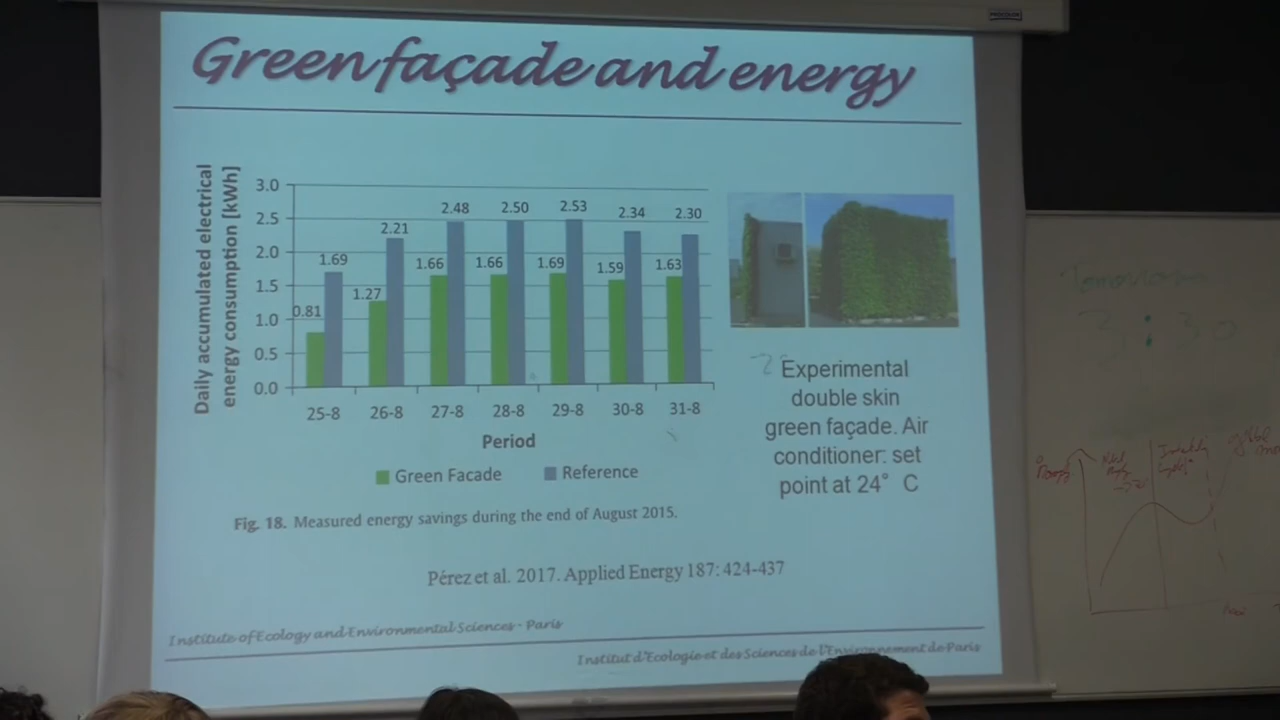 Green façade and energy
Daily accumulated electrical
energy consumption [kWh]
3.0
2.5
2.0
1.5
1.0
0.5
0.0
0.81
1.69
1.27
2.21
1.66
2.48
1.66
2.50
1.69
2.53
1.59
2.34
1.63
2.30
25-8
26-8
27-8
28-8
29-8
30-8
31-8
Period
Green Facade
Reference
Fig. 18. Measured energy savings during the end of August 2015.
Experimental
double skin
green façade. Air
conditioner: set
point at 24° C
Pérez et al. 2017. Applied Energy 187: 424-437
Institute of Ecology and Environmental Sciences - Paris
Institut d'Ecologie et des Sciences de l'Environnement de Paris
3:30